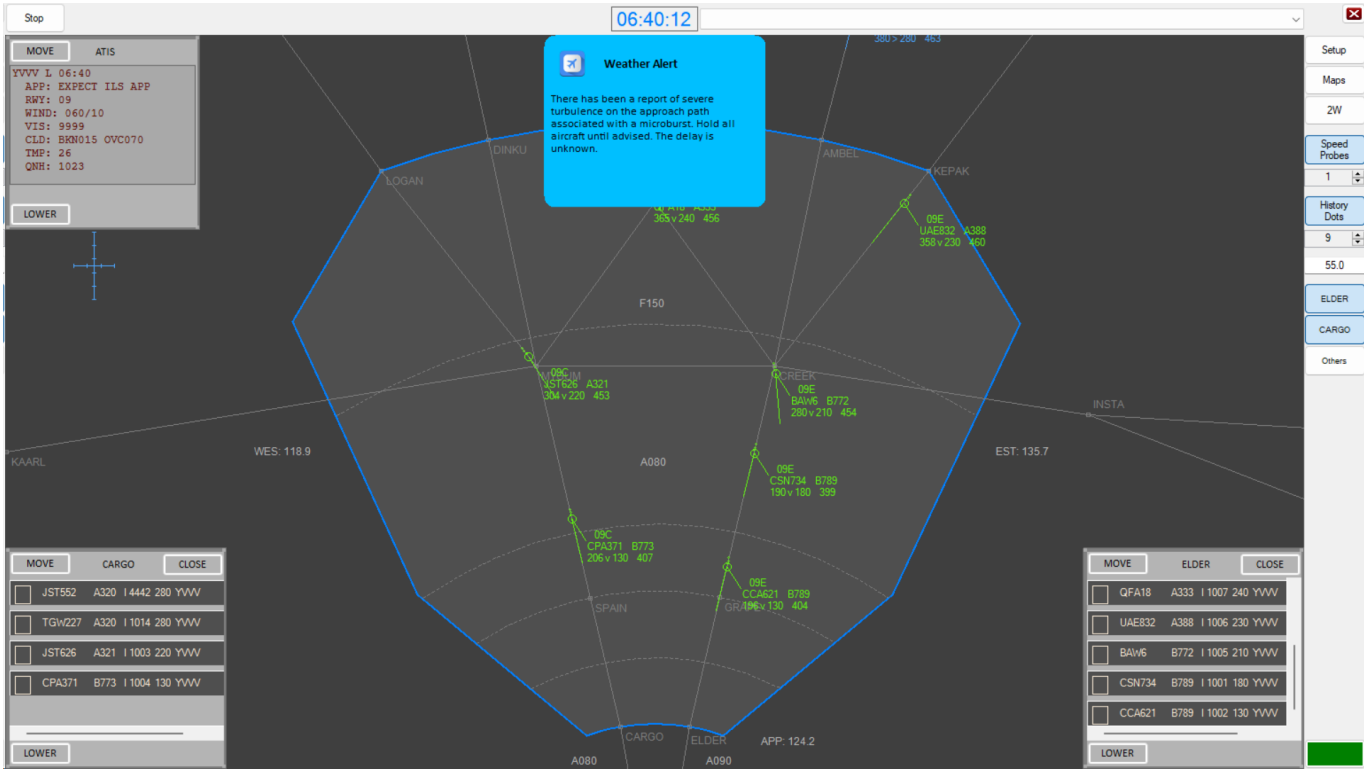 Stop
06:40:12
Setup
Maps
2W
Speed
Probes
1
History
Dots
9
55.0
ELDER
CARGO
Others
MOVE ATIS
YVVV L 06:40
APP: EXPECT ILS APP
RWY: 09
WIND: 060/10
VIS: 9999
CLD: BKN015 OVC070
TMP: 26
QNH: 1023
LOWER
380 > 280 463
Weather Alert
There has been a report of severe
turbulence on the approach path
associated with a microburst. Hold all
aircraft until advised. The delay is
unknown.
DINKU
AMBEL
LOGAN
KEPAK
365 v 240 456
09E
UAE832 A388
358 v 230 460
F150
09C
JST626 A321
304 v 220 453
CREEK
09E
BAW6 B772
280 v 210 454
INSTA
KAARL
WES: 118.9
A080
EST: 135.7
09E
CSN734 B789
190 v 180 399
09C
CPA371 B773
206 v 130 407
09E
CCA621 B789
v 130 404
SPAIN
CARGO
ELDER
APP: 124.2
A080
A090
MOVE CARGO CLOSE
JST552 A320 I 4442 280 YVVV
TGW227 A320 I 1014 280 YVVV
JST626 A321 I 1003 220 YVVV
CPA371 B773 I 1004 130 YVVV
LOWER
MOVE ELDER CLOSE
QFA18 A333 I 1007 240 YVVV
UAE832 A388 I 1006 230 YVVV
BAW6 B772 I 1005 210 YVVV
CSN734 B789 I 1001 180 YVVV
CCA621 B789 I 1002 130 YVVV
LOWER